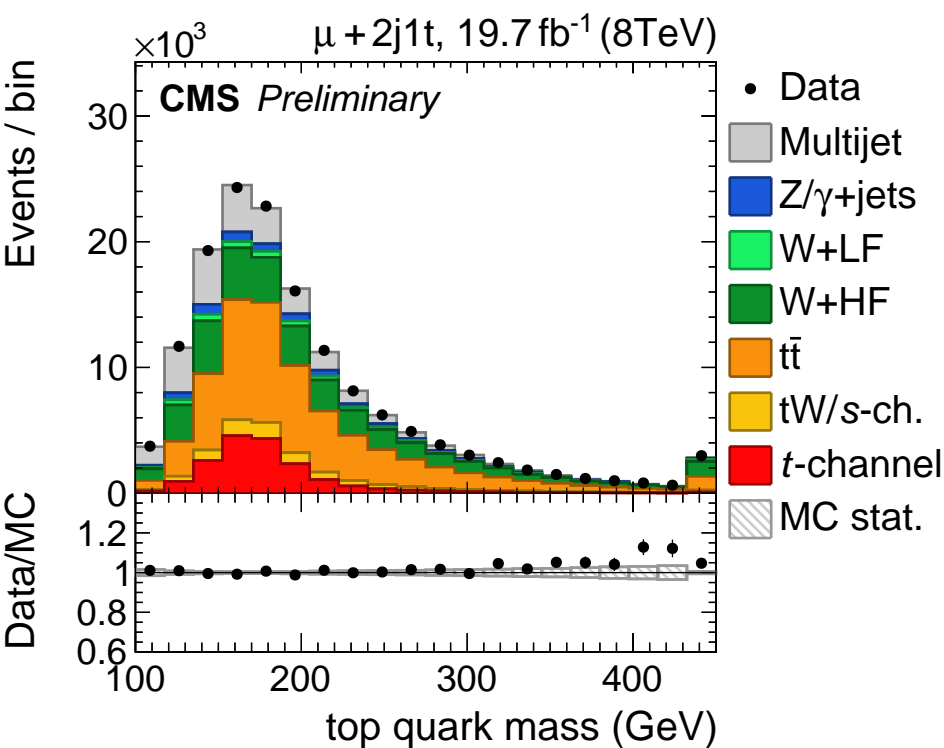 ×10³ μ + 2j1t, 19.7 fb⁻¹ (8TeV)
CMS Preliminary
Events / bin
30
20
10
0
Data
Multijet
Z/γ+jets
W+LF
W+HF
tt̄
tW/s-ch.
t-channel
MC stat.
Data/MC
1.2
1
0.8
0.6
100 200 300 400
top quark mass (GeV)